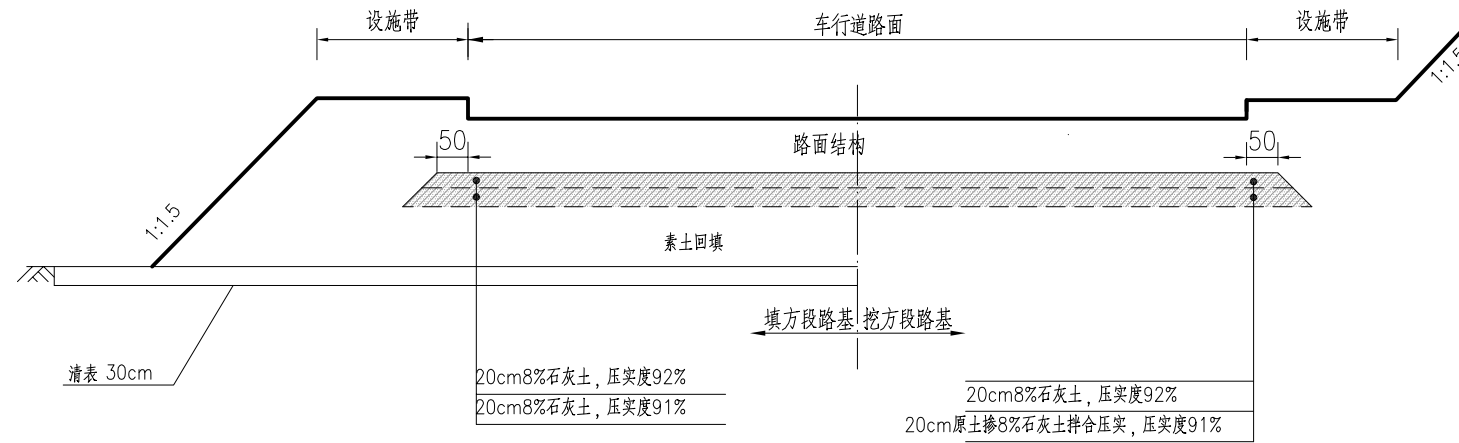 设施带
车行道路面
设施带
1:1.5
50
路面结构
50
1:1.5
素土回填
填方段路基 挖方段路基
清表 30cm
20cm8%石灰土，压实度92%
20cm8%石灰土，压实度91%
20cm8%石灰土，压实度92%
20cm原土掺8%石灰土拌合压实，压实度91%